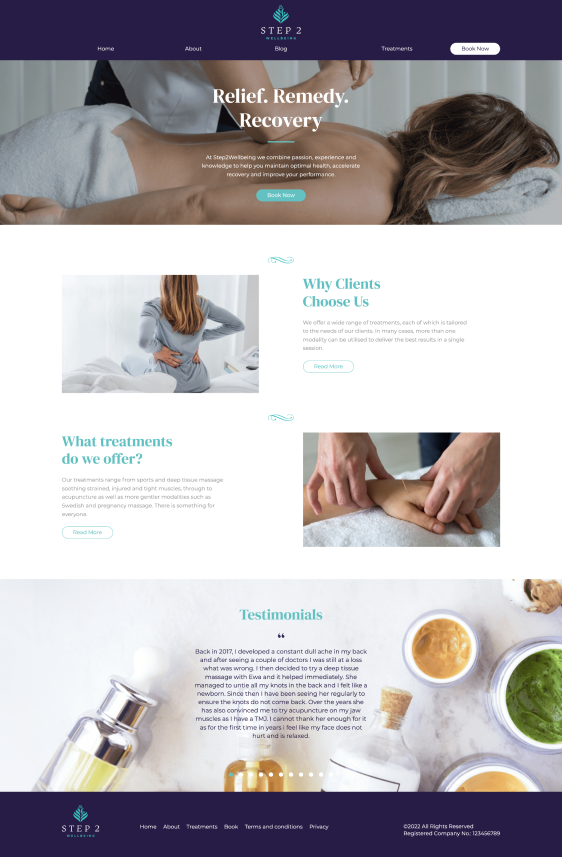 STEP 2
WELLBEING
Home About Blog Treatments Book Now
Relief. Remedy.
Recovery
At Step2Wellbeing we combine passion, experience and
knowledge to help you maintain optimal health, accelerate
recovery and improve your performance.
Book Now
Why Clients
Choose Us
We offer a wide range of treatments, each of which is tailored
to the needs of our clients. In many cases, more than one
modality can be utilised to deliver the best results in a single
session.
Read More
What treatments
do we offer?
Our treatments range from sports and deep tissue massage
soothing strained, injured and tight muscles, through to
acupuncture as well as more gentler modalities such as
Swedish and pregnancy massage. There is something for
everyone.
Read More
Testimonials
“
Back in 2017, I developed a constant dull ache in my back
and after seeing a couple of doctors I was still at a loss
what was wrong. I then decided to try a deep tissue
massage with Ewa and it helped immediately. She
managed to untie all my knots in the back and I felt like a
newborn. Since then I have been seeing her regularly to
ensure the knots do not come back. Over the years she
has also convinced me to try acupuncture on my jaw
muscles as I have a TMJ. I cannot thank her enough for it
as for the first time in years I feel like my face does not
hurt and is relaxed.
STEP 2
WELLBEING
Home About Treatments Book Terms and conditions Privacy
©2022 All Rights Reserved
Registered Company No.: 123456789